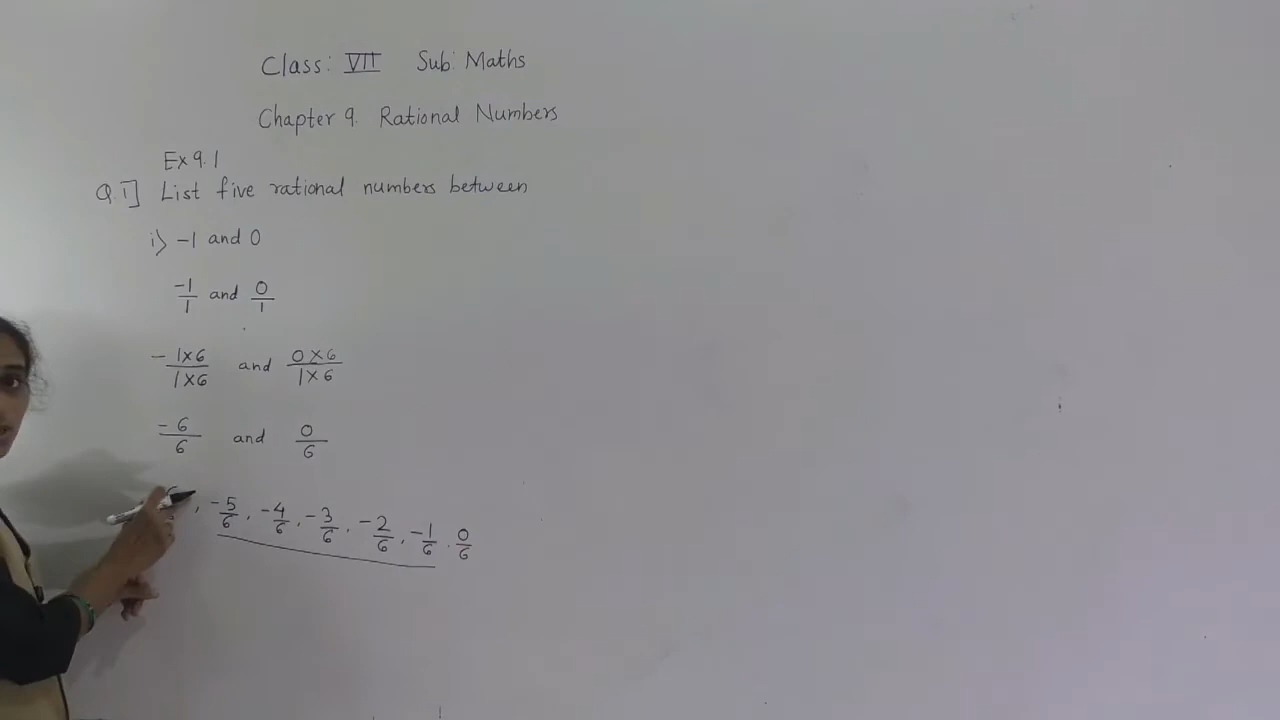 Class: VII Sub: Maths
Chapter 9. Rational Numbers
Ex 9.1
Q.1] List five rational numbers between
i) -1 and 0
-1/1 and 0/1
- 1×6/1×6 and 0×6/1×6
-6/6 and 0/6
, -5/6, -4/6, -3/6, -2/6, -1/6, 0/6